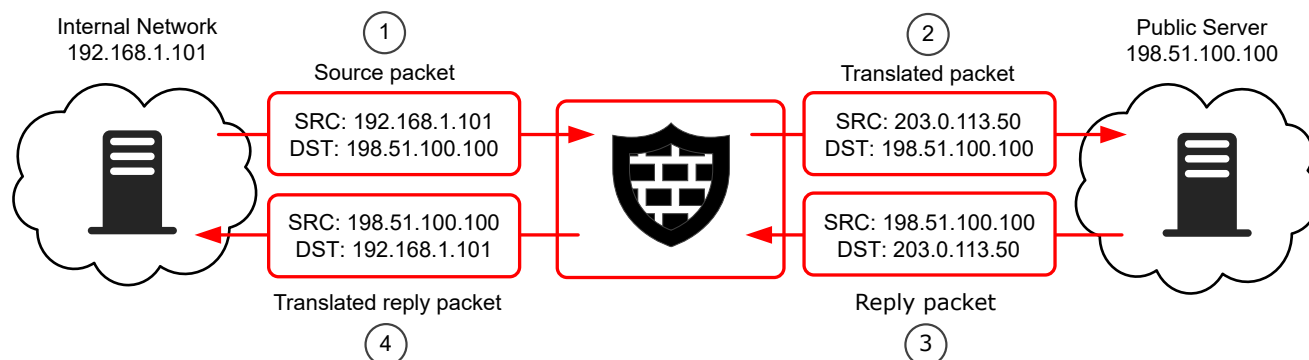 Internal Network
192.168.1.101
1
Source packet
2
Translated packet
Public Server
198.51.100.100
SRC: 192.168.1.101
DST: 198.51.100.100
SRC: 203.0.113.50
DST: 198.51.100.100
SRC: 198.51.100.100
DST: 192.168.1.101
SRC: 198.51.100.100
DST: 203.0.113.50
Translated reply packet
4
Reply packet
3